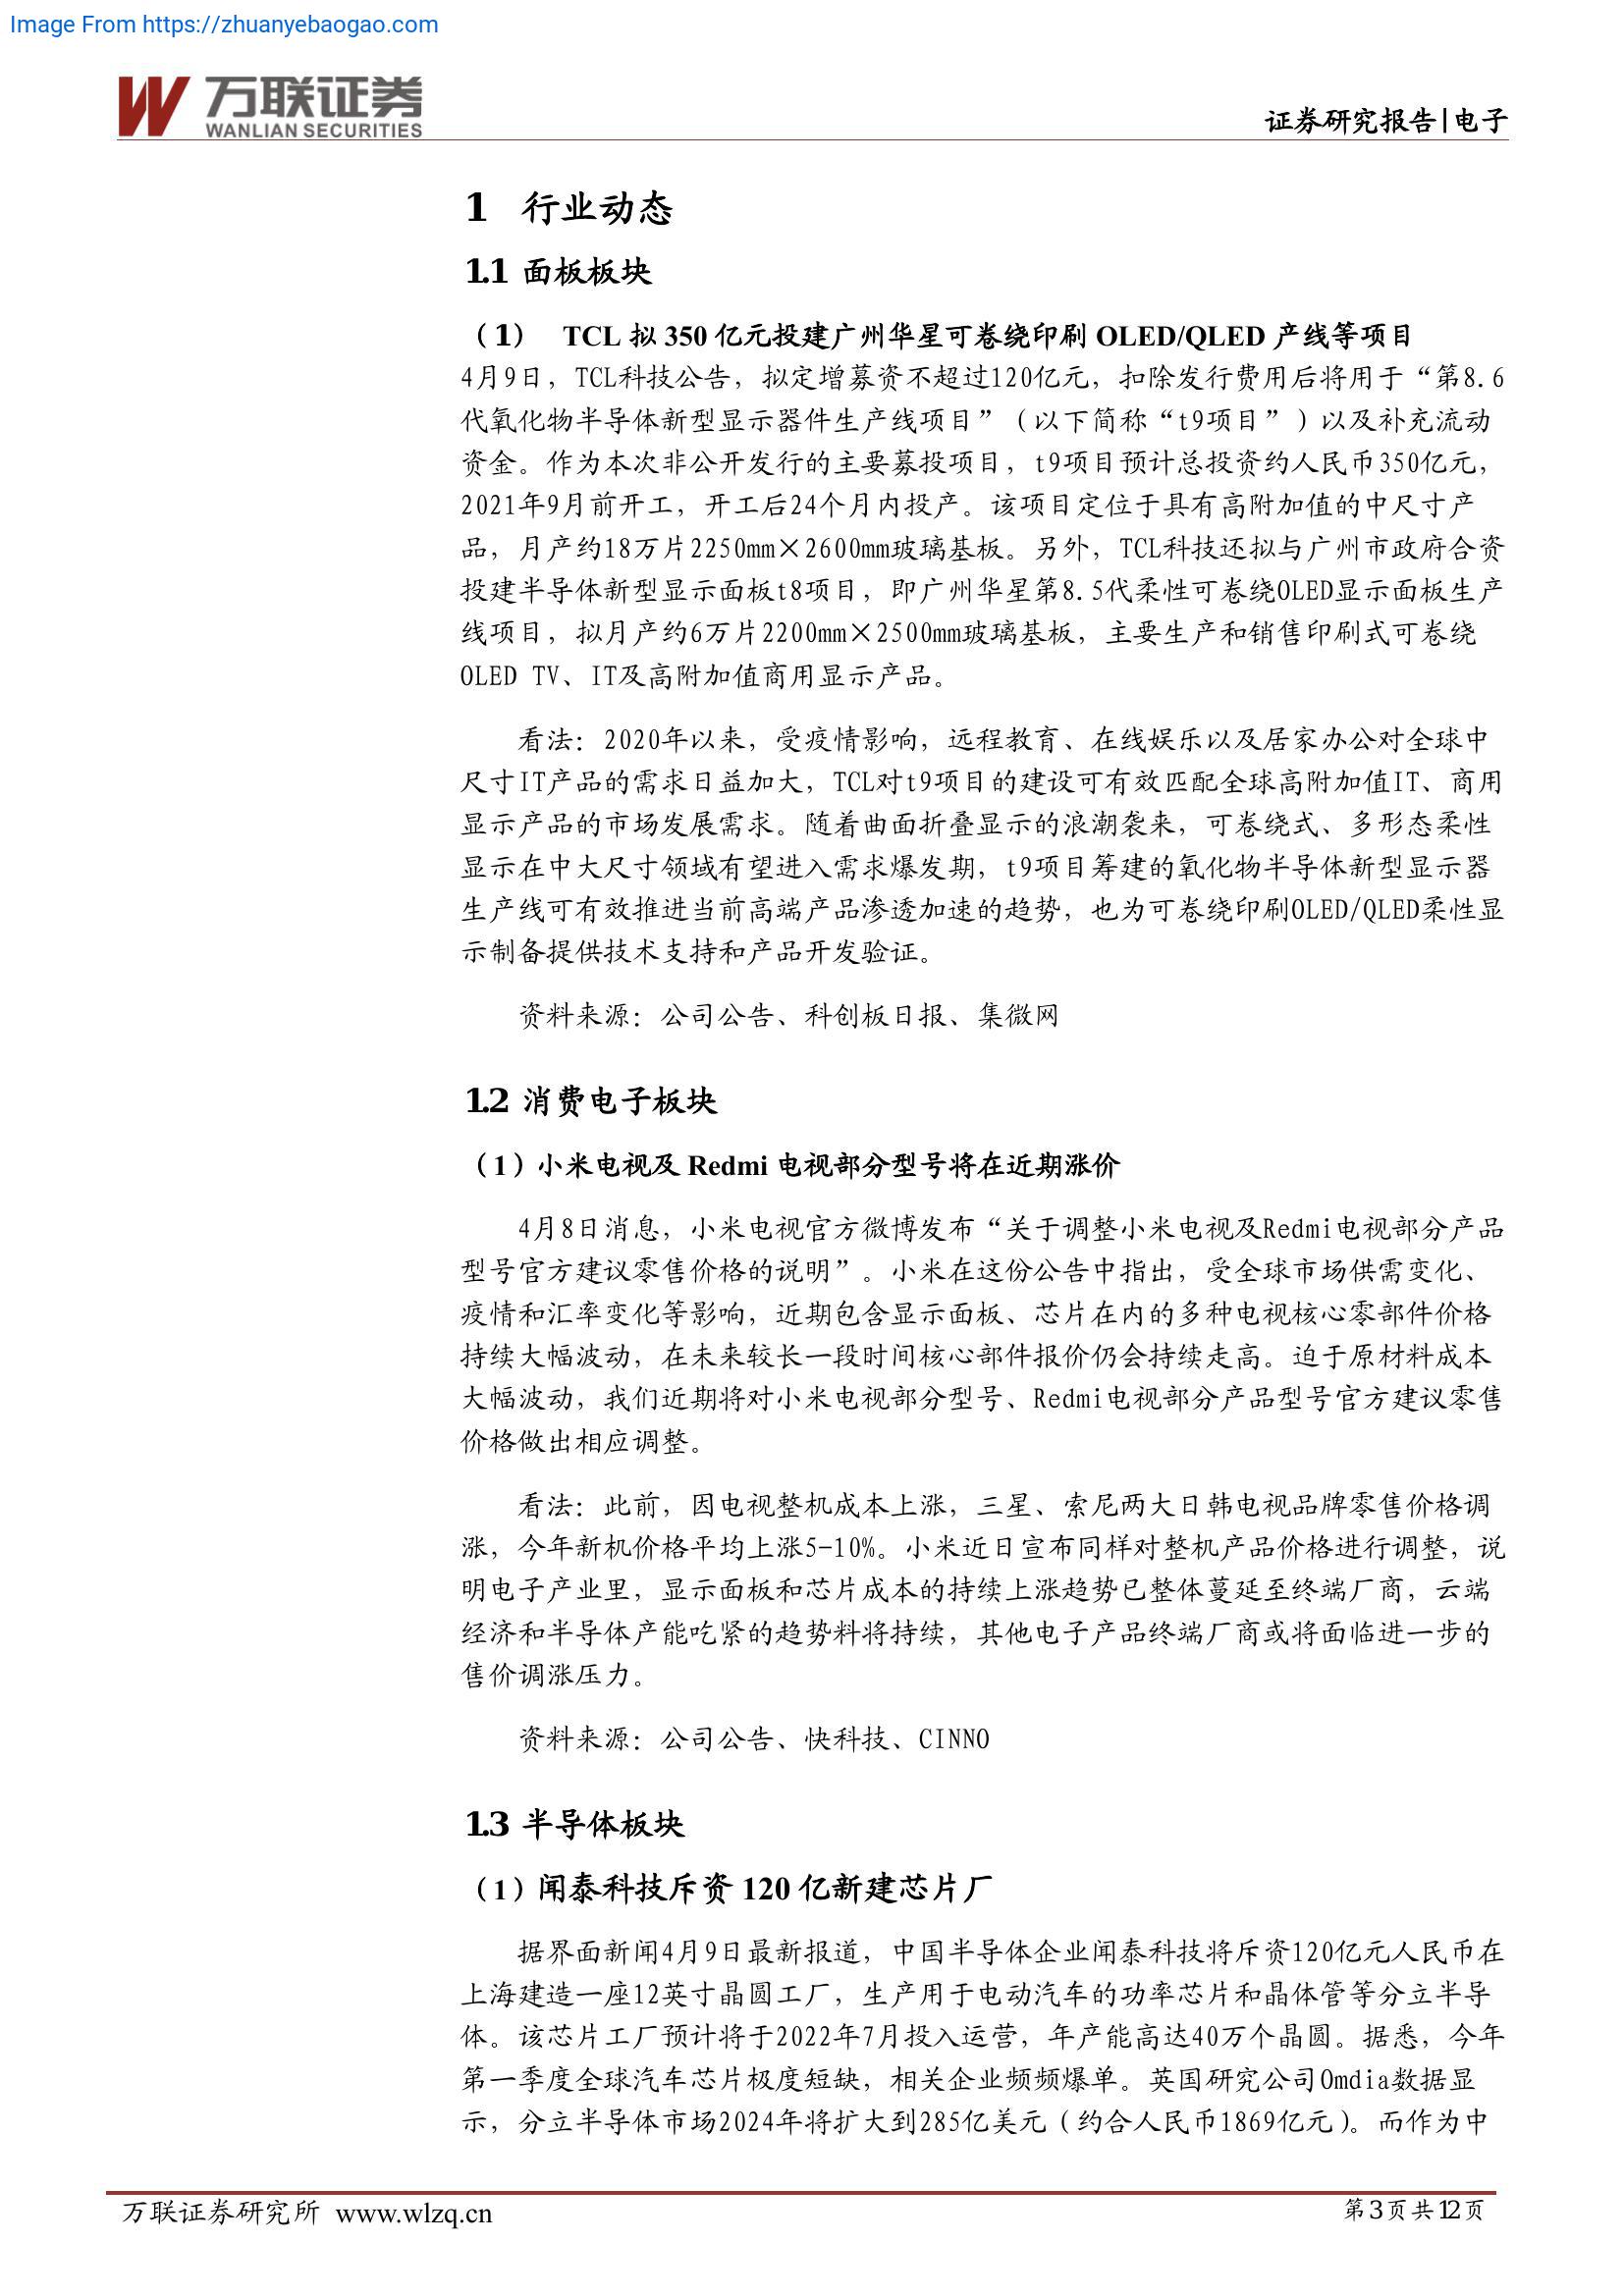 Image From https://zhuanyebaogao.com
万联证券
WANLIAN SECURITIES
证券研究报告|电子
1 行业动态
1.1 面板板块
（1） TCL 拟 350 亿元投建广州华星可卷绕印刷 OLED/QLED 产线等项目
4月9日，TCL科技公告，拟定增募资不超过120亿元，扣除发行费用后将用于“第8.6
代氧化物半导体新型显示器件生产线项目”（以下简称“t9项目”）以及补充流动
资金。作为本次非公开发行的主要募投项目，t9项目预计总投资约人民币350亿元，
2021年9月前开工，开工后24个月内投产。该项目定位于具有高附加值的中尺寸产
品，月产约18万片2250mm×2600mm玻璃基板。另外，TCL科技还拟与广州市政府合资
投建半导体新型显示面板t8项目，即广州华星第8.5代柔性可卷绕OLED显示面板生产
线项目，拟月产约6万片2200mm×2500mm玻璃基板，主要生产和销售印刷式可卷绕
OLED TV、IT及高附加值商用显示产品。
看法：2020年以来，受疫情影响，远程教育、在线娱乐以及居家办公对全球中
尺寸IT产品的需求日益加大，TCL对t9项目的建设可有效匹配全球高附加值IT、商用
显示产品的市场发展需求。随着曲面折叠显示的浪潮袭来，可卷绕式、多形态柔性
显示在中大尺寸领域有望进入需求爆发期，t9项目筹建的氧化物半导体新型显示器
生产线可有效推进当前高端产品渗透加速的趋势，也为可卷绕印刷OLED/QLED柔性显
示制备提供技术支持和产品开发验证。
资料来源：公司公告、科创板日报、集微网
1.2 消费电子板块
（1）小米电视及 Redmi 电视部分型号将在近期涨价
4月8日消息，小米电视官方微博发布“关于调整小米电视及Redmi电视部分产品
型号官方建议零售价格的说明”。小米在这份公告中指出，受全球市场供需变化、
疫情和汇率变化等影响，近期包含显示面板、芯片在内的多种电视核心零部件价格
持续大幅波动，在未来较长一段时间核心部件报价仍会持续走高。迫于原材料成本
大幅波动，我们近期将对小米电视部分型号、Redmi电视部分产品型号官方建议零售
价格做出相应调整。
看法：此前，因电视整机成本上涨，三星、索尼两大日韩电视品牌零售价格调
涨，今年新机价格平均上涨5-10%。小米近日宣布同样对整机产品价格进行调整，说
明电子产业里，显示面板和芯片成本的持续上涨趋势已整体蔓延至终端厂商，云端
经济和半导体产能吃紧的趋势料将持续，其他电子产品终端厂商或将面临进一步的
售价调涨压力。
资料来源：公司公告、快科技、CINNO
1.3 半导体板块
（1）闻泰科技斥资 120 亿新建芯片厂
据界面新闻4月9日最新报道，中国半导体企业闻泰科技将斥资120亿元人民币在
上海建造一座12英寸晶圆工厂，生产用于电动汽车的功率芯片和晶体管等分立半导
体。该芯片工厂预计将于2022年7月投入运营，年产能高达40万个晶圆。据悉，今年
第一季度全球汽车芯片极度短缺，相关企业频频爆单。英国研究公司Omdia数据显
示，分立半导体市场2024年将扩大到285亿美元（约合人民币1869亿元）。而作为中
万联证券研究所 www.wlzq.cn
第3页共12页